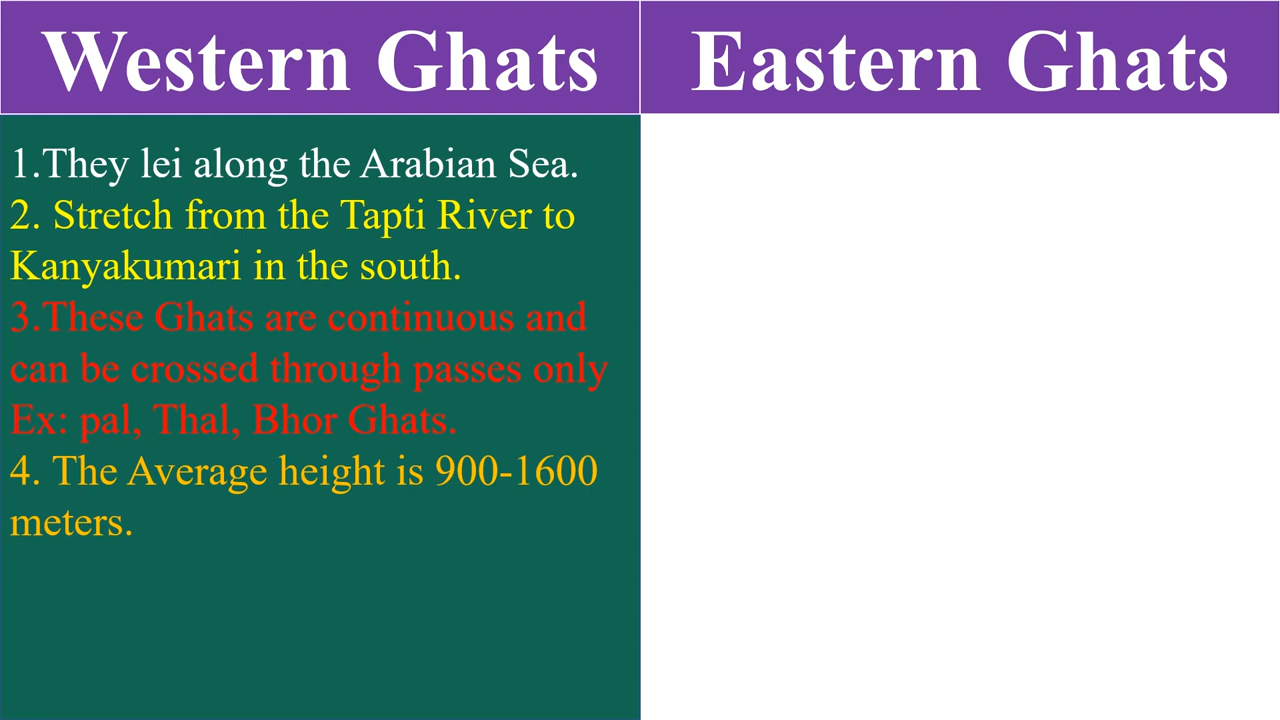 Western Ghats
Eastern Ghats
1.They lei along the Arabian Sea.
2. Stretch from the Tapti River to
Kanyakumari in the south.
3.These Ghats are continuous and
can be crossed through passes only
Ex: pal, Thal, Bhor Ghats.
4. The Average height is 900-1600
meters.